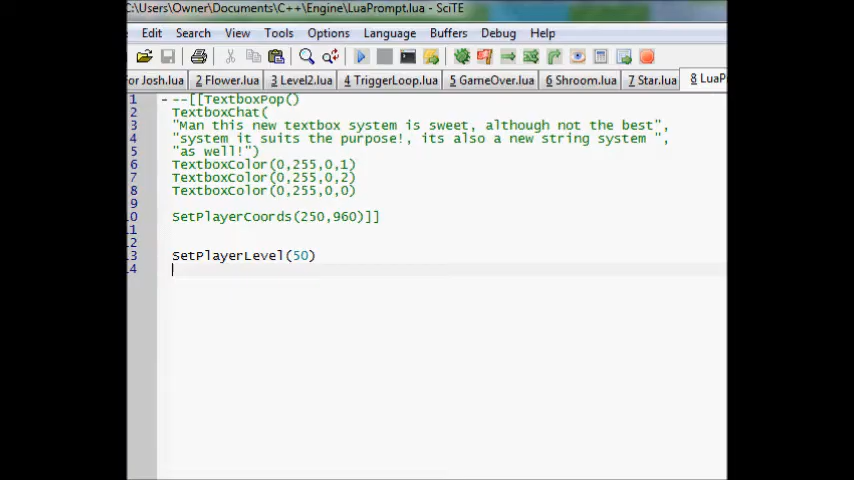 C:\Users\Owner\Documents\C++\Engine\LuaPrompt.lua - SciTE
Edit Search View Tools Options Language Buffers Debug Help
For Josh.lua 2 Flower.lua 3 Level2.lua 4 TriggerLoop.lua 5 GameOver.lua 6 Shroom.lua 7 Star.lua 8 LuaP
1 --[[TextboxPop()
2 TextboxChat(
3 "Man this new textbox system is sweet, although not the best",
4 "system it suits the purpose!, its also a new string system ",
5 "as well!")
6 TextboxColor(0,255,0,1)
7 TextboxColor(0,255,0,2)
8 TextboxColor(0,255,0,0)
9
10 SetPlayerCoords(250,960)]]
11
12
13 SetPlayerLevel(50)
14